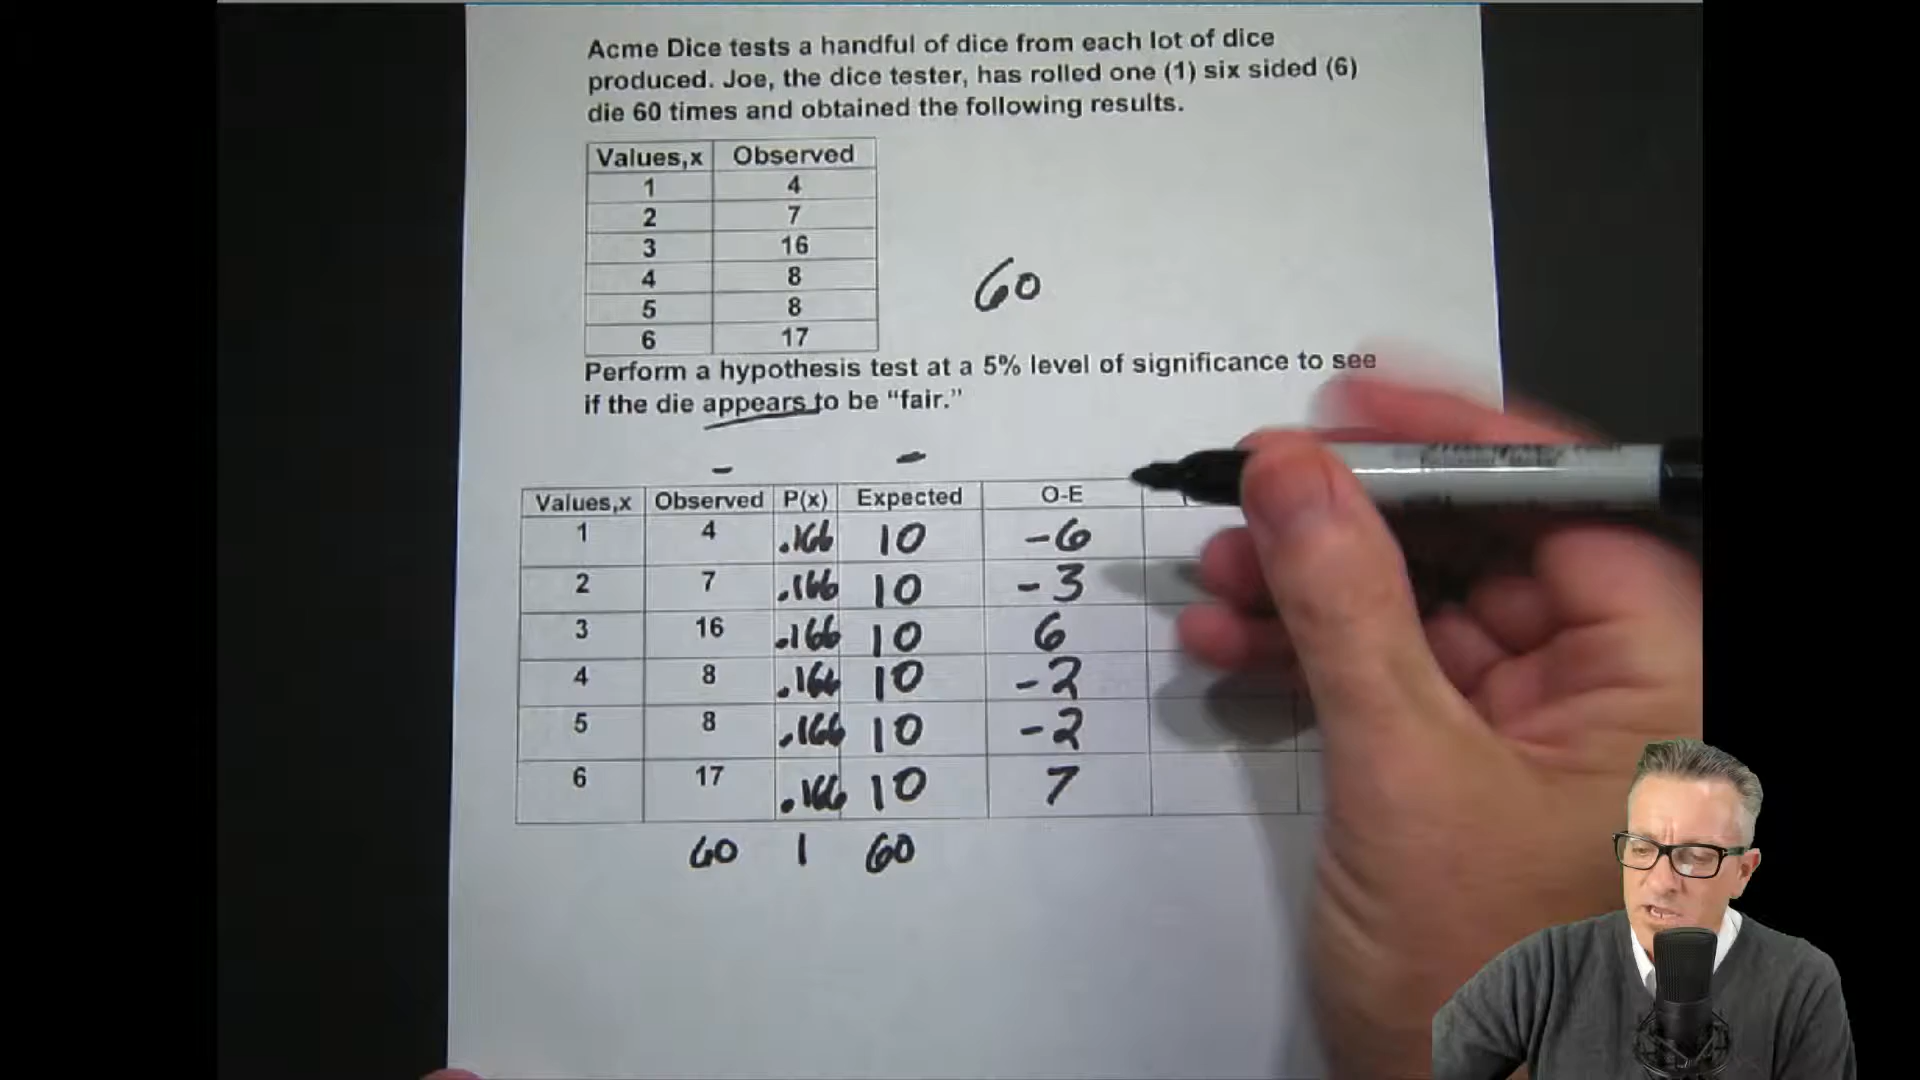 Acme Dice tests a handful of dice from each lot of dice
produced. Joe, the dice tester, has rolled one (1) six sided (6)
die 60 times and obtained the following results.
Values,x Observed
1 4
2 7
3 16
4 8
5 8
6 17
60
Perform a hypothesis test at a 5% level of significance to see
if the die appears to be “fair.”
- -
Values,x Observed P(x) Expected O-E
1 4 .166 10 -6
2 7 .166 10 -3
3 16 .166 10 6
4 8 .166 10 -2
5 8 .166 10 -2
6 17 .166 10 7
60 1 60